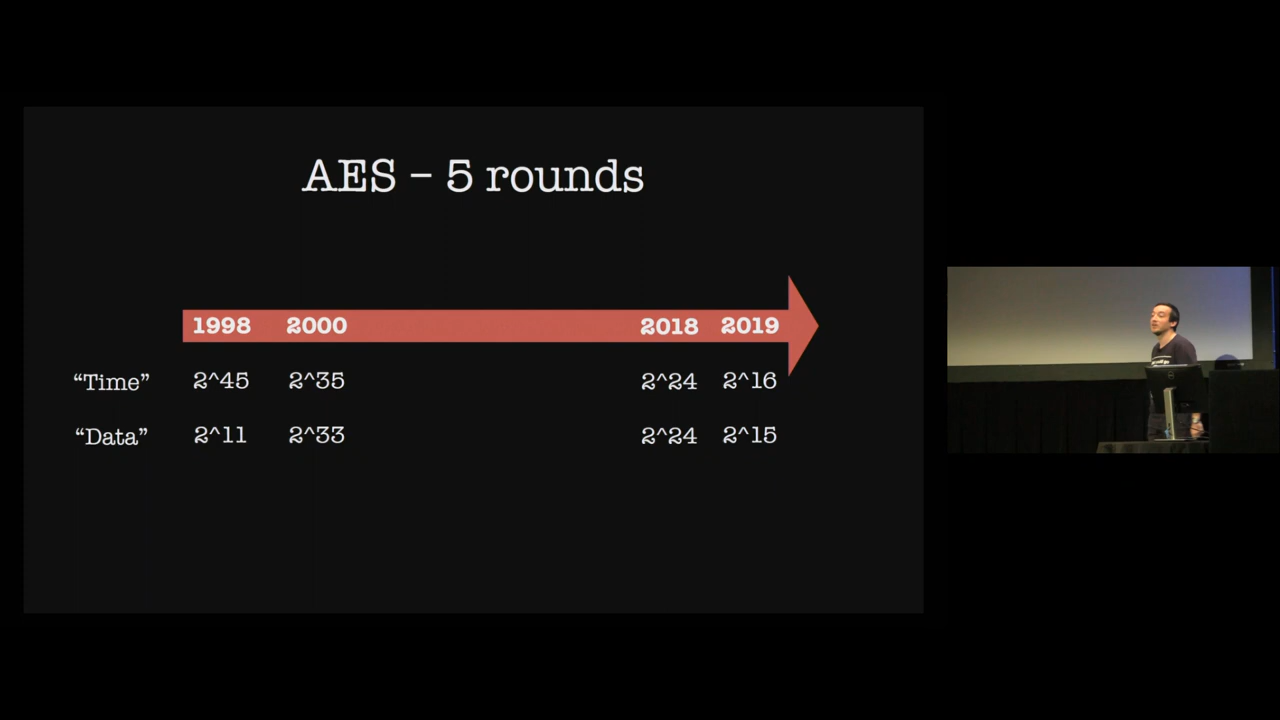 AES – 5 rounds
1998 2000 2018 2019
“Time” 2^45 2^35 2^24 2^16
“Data” 2^11 2^33 2^24 2^15